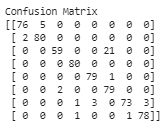 Confusion Matrix
[[76  5  0  0  0  0  0  0]
 [ 2 80  0  0  0  0  0  0]
 [ 0  0 59  0  0 21  0  0]
 [ 0  0  0 80  0  0  0  0]
 [ 0  0  0  0 79  1  0  0]
 [ 0  0  2  0  0 79  0  0]
 [ 0  0  0  1  3  0 73  3]
 [ 0  0  0  1  0  0  1 78]]